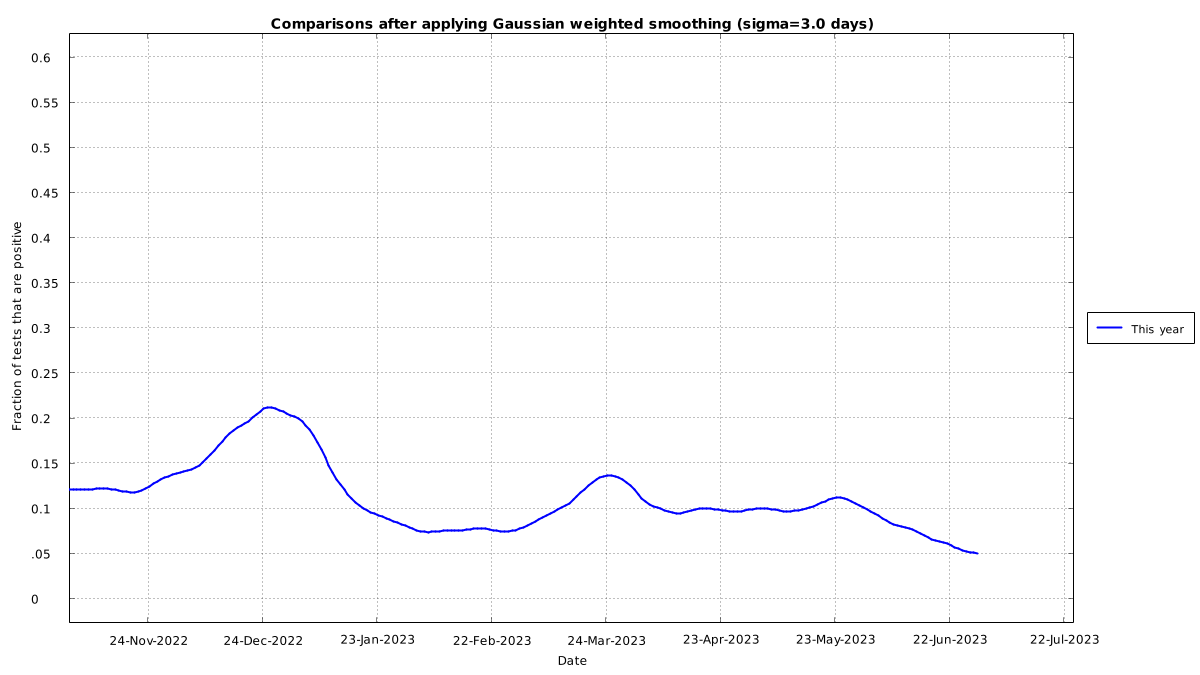 Comparisons after applying Gaussian weighted smoothing (sigma=3.0 days)
0.6
0.55
0.5
0.45
0.4
0.35
0.3
0.25
0.2
0.15
0.1
.05
0
Fraction of tests that are positive
This year
24-Nov-2022 24-Dec-2022 23-Jan-2023 22-Feb-2023 24-Mar-2023 23-Apr-2023 23-May-2023 22-Jun-2023 22-Jul-2023
Date